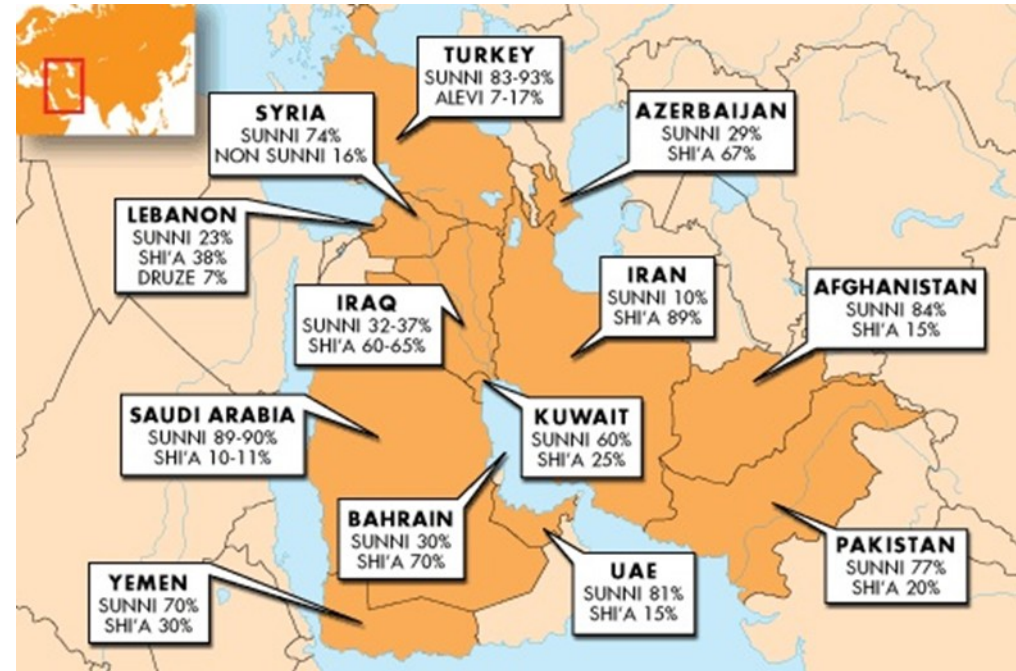 TURKEY
SUNNI 83-93%
ALEVI 7-17%
SYRIA
SUNNI 74%
NON SUNNI 16%
AZERBAIJAN
SUNNI 29%
SHI'A 67%
LEBANON
SUNNI 23%
SHI'A 38%
DRUZE 7%
IRAQ
SUNNI 32-37%
SHI'A 60-65%
IRAN
SUNNI 10%
SHI'A 89%
AFGHANISTAN
SUNNI 84%
SHI'A 15%
SAUDI ARABIA
SUNNI 89-90%
SHI'A 10-11%
KUWAIT
SUNNI 60%
SHI'A 25%
BAHRAIN
SUNNI 30%
SHI'A 70%
YEMEN
SUNNI 70%
SHI'A 30%
UAE
SUNNI 81%
SHI'A 15%
PAKISTAN
SUNNI 77%
SHI'A 20%